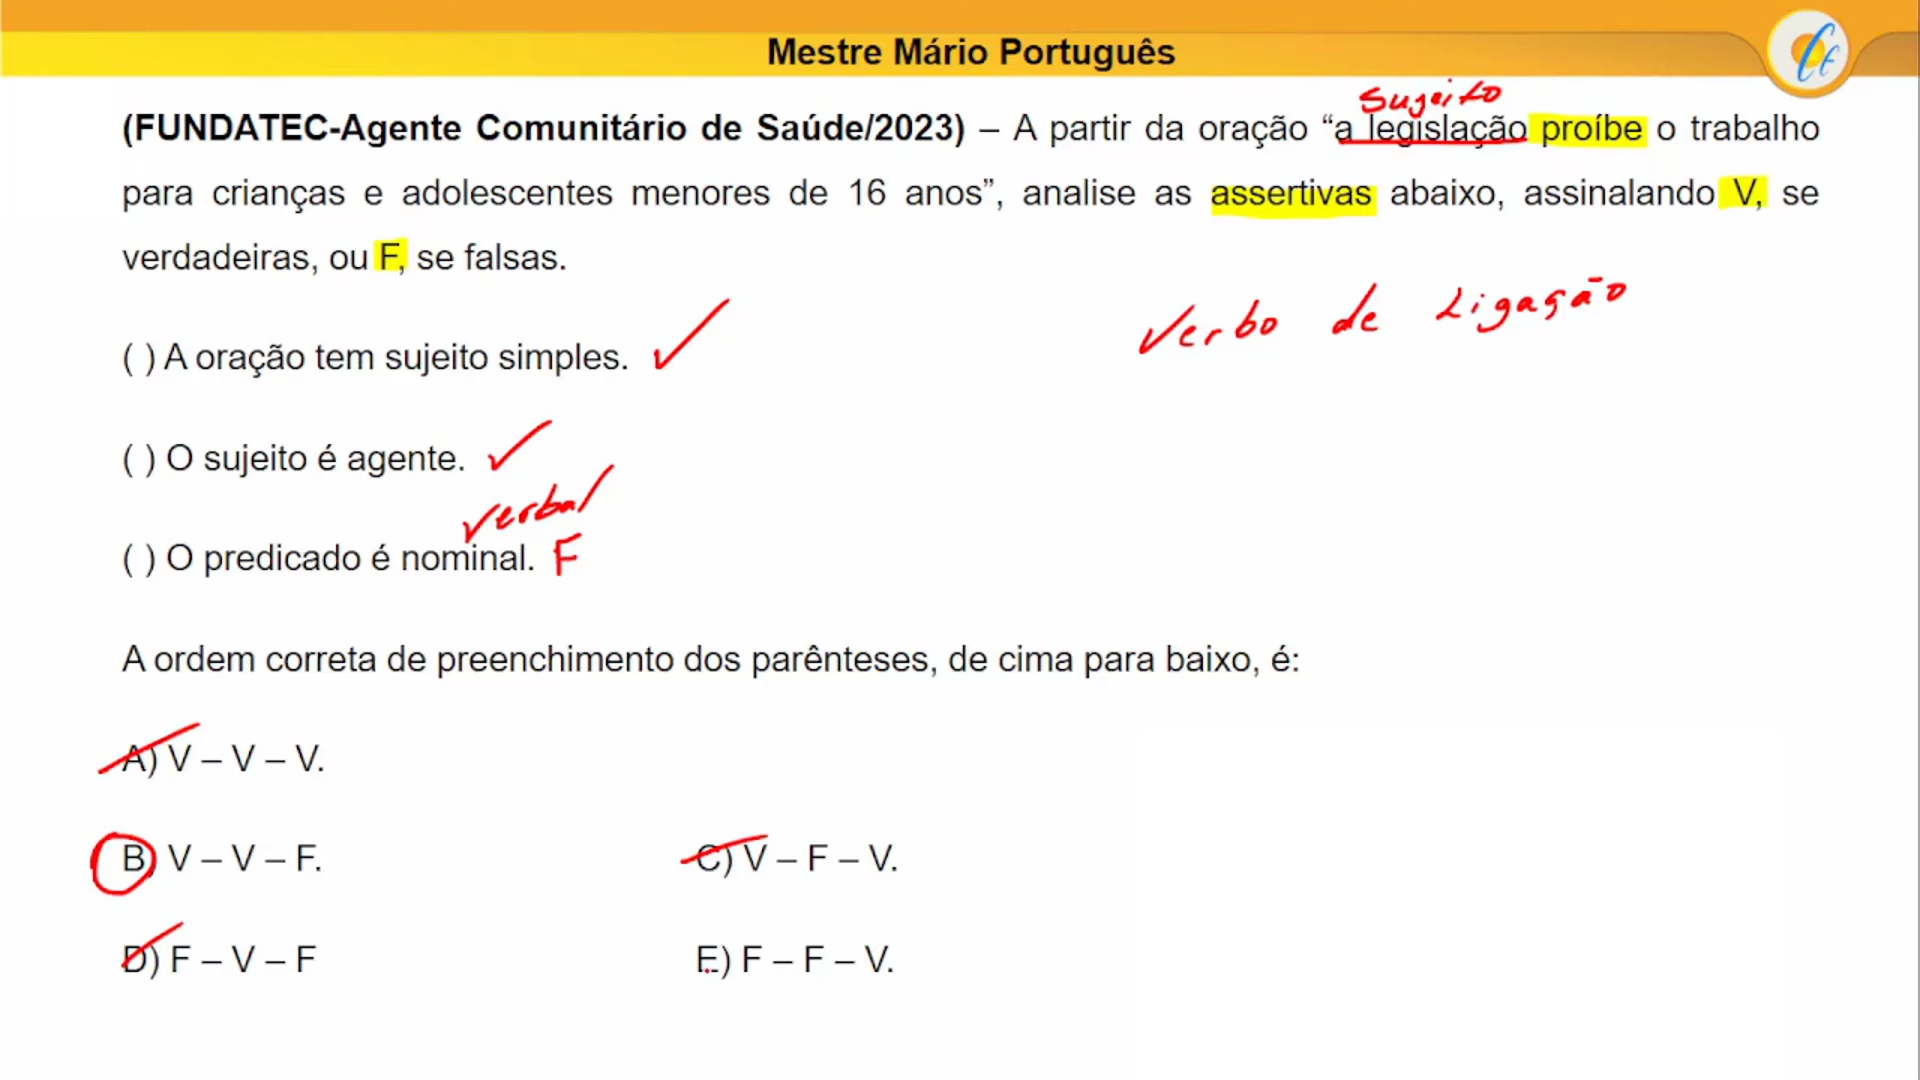 Mestre Mário Português
sujeito
(FUNDATEC-Agente Comunitário de Saúde/2023) – A partir da oração “a legislação proíbe o trabalho
para crianças e adolescentes menores de 16 anos”, analise as assertivas abaixo, assinalando V, se
verdadeiras, ou F, se falsas.
Verbo de Ligação
( ) A oração tem sujeito simples.
( ) O sujeito é agente.
verbal
( ) O predicado é nominal. F
A ordem correta de preenchimento dos parênteses, de cima para baixo, é:
A) V – V – V.
B) V – V – F.
C) V – F – V.
D) F – V – F
E) F – F – V.